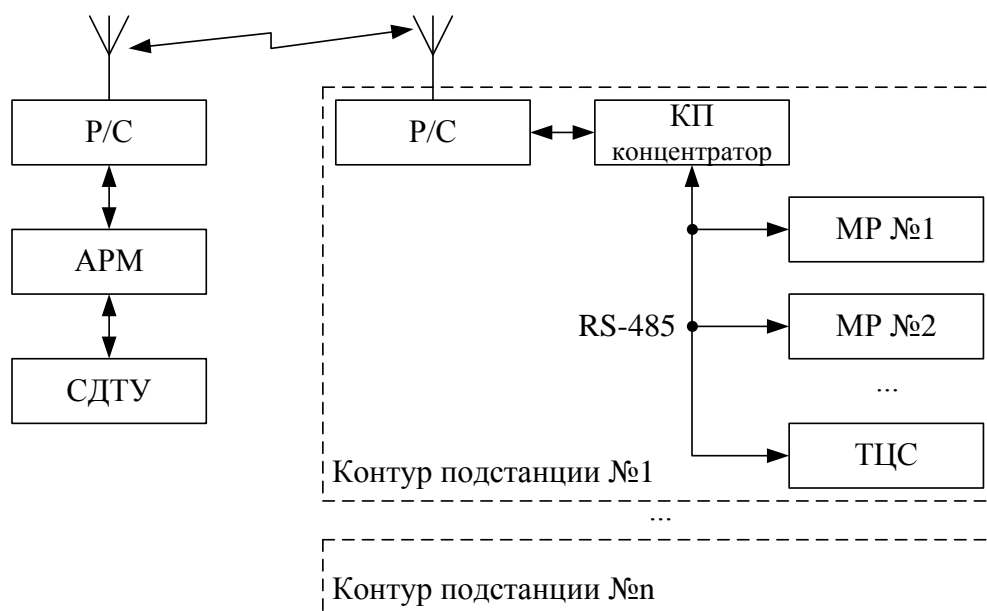 Р/С
Р/С
КП
концентратор
АРМ
МР №1
RS-485
МР №2
...
СДТУ
ТЦС
Контур подстанции №1
...
Контур подстанции №n